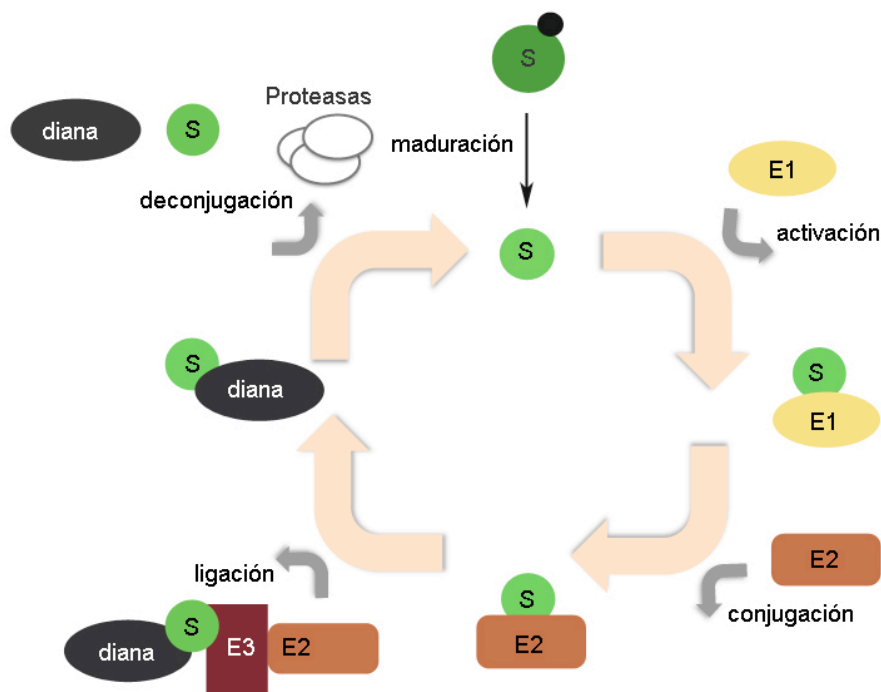 S
Proteasas
diana
S
maduración
E1
deconjugación
activación
S
S
S
diana
E1
ligación
E2
S
conjugación
S
diana
E3
E2
E2